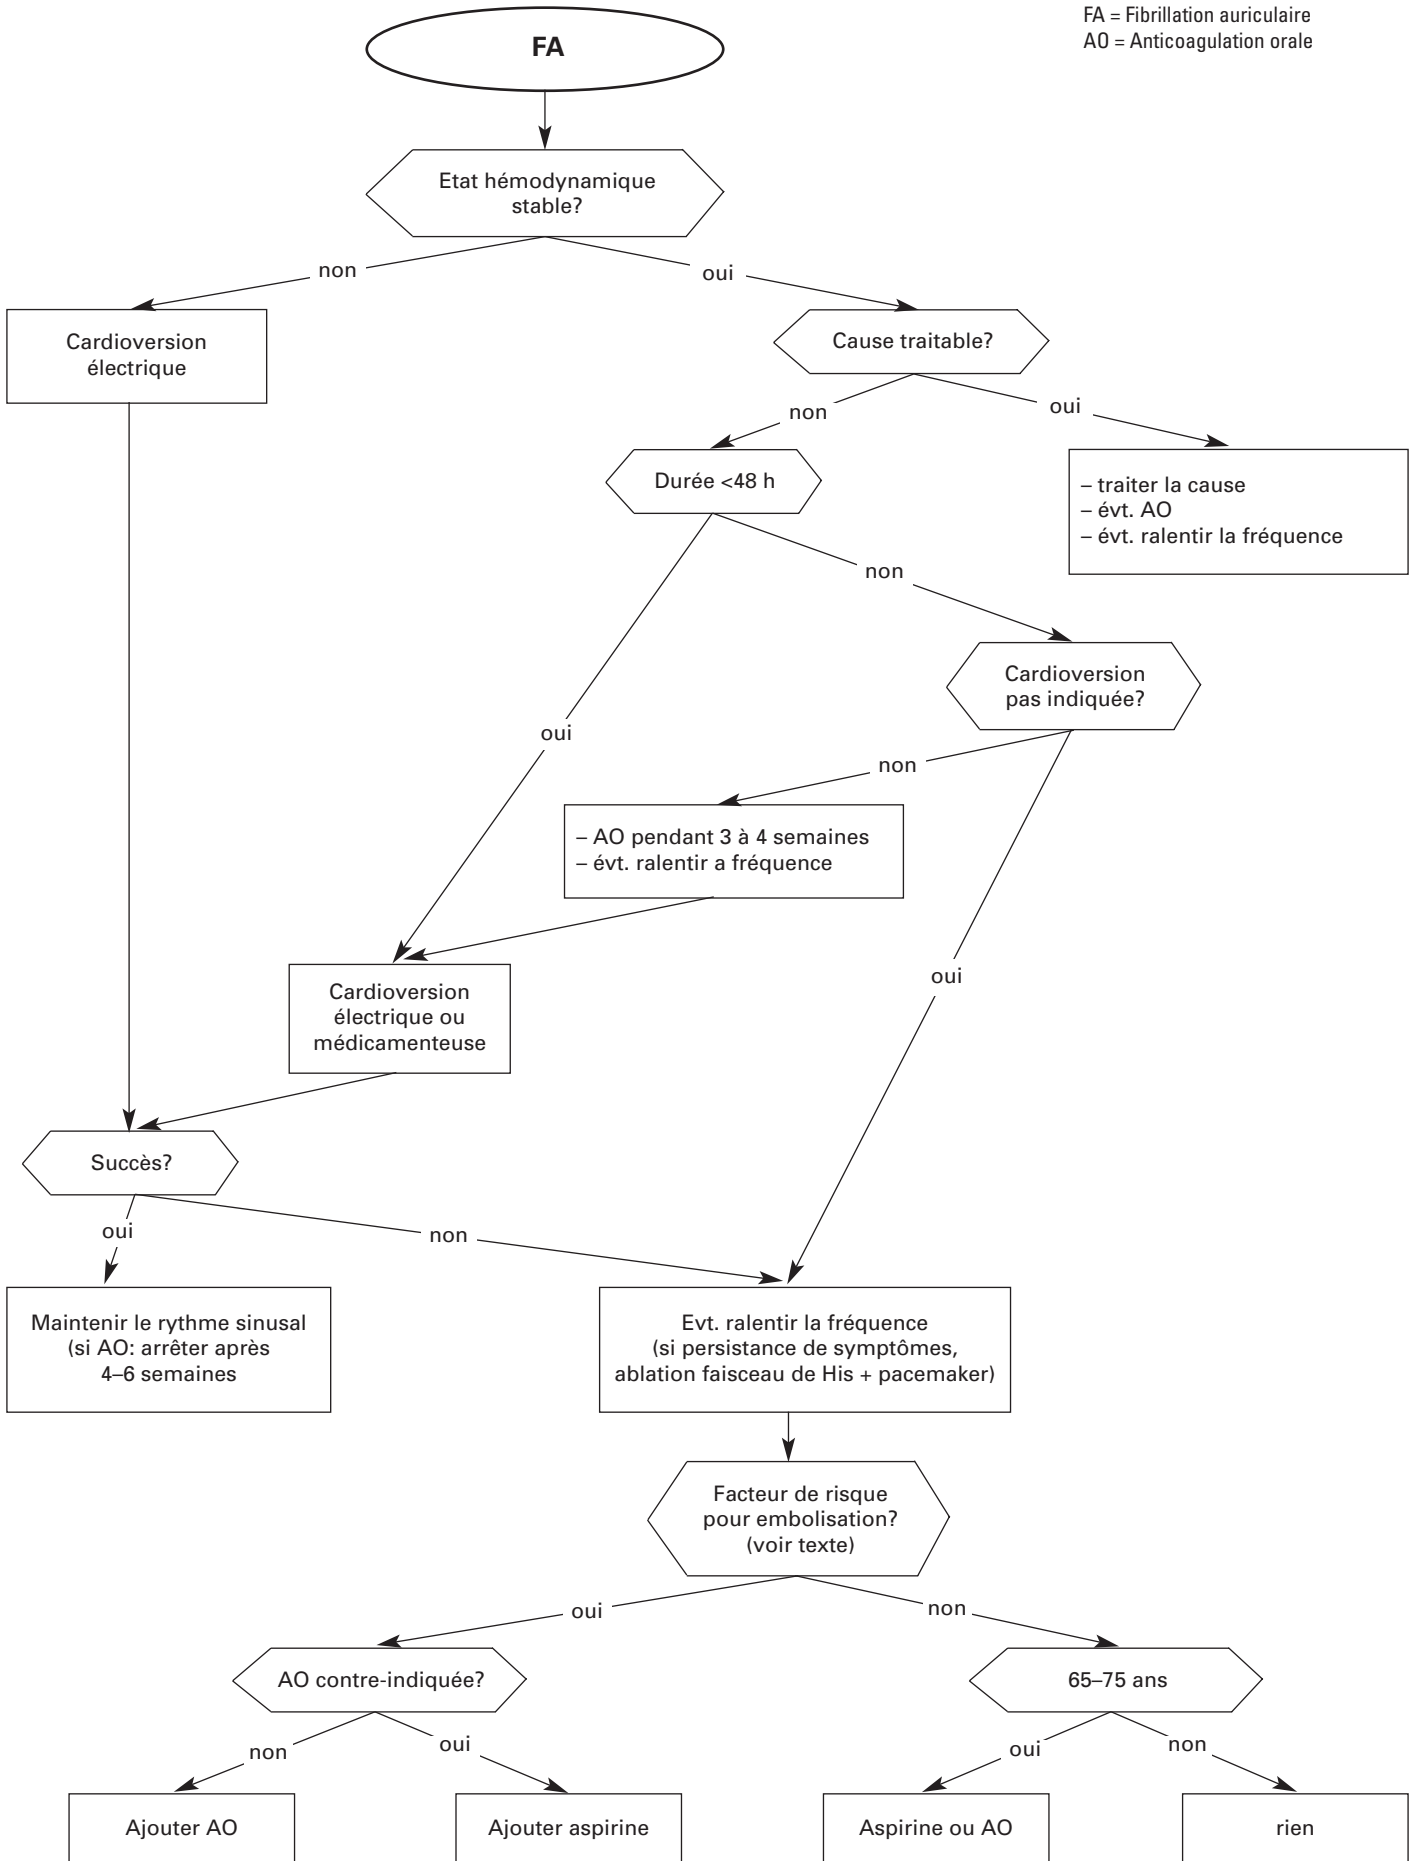 FA = Fibrillation auriculaire
AO = Anticoagulation orale
FA
Etat hémodynamique
stable?
non
oui
Cardioversion
électrique
Cause traitable?
non
oui
Durée <48 h
– traiter la cause
– évt. AO
– évt. ralentir la fréquence
non
Cardioversion
pas indiquée?
oui
non
– AO pendant 3 à 4 semaines
– évt. ralentir a fréquence
oui
Cardioversion
électrique ou
médicamenteuse
Succès?
oui
non
Maintenir le rythme sinusal
(si AO: arrêter après
4–6 semaines
Evt. ralentir la fréquence
(si persistance de symptômes,
ablation faisceau de His + pacemaker)
Facteur de risque
pour embolisation?
(voir texte)
oui
non
AO contre-indiquée?
65–75 ans
non
oui
oui
non
Ajouter AO
Ajouter aspirine
Aspirine ou AO
rien